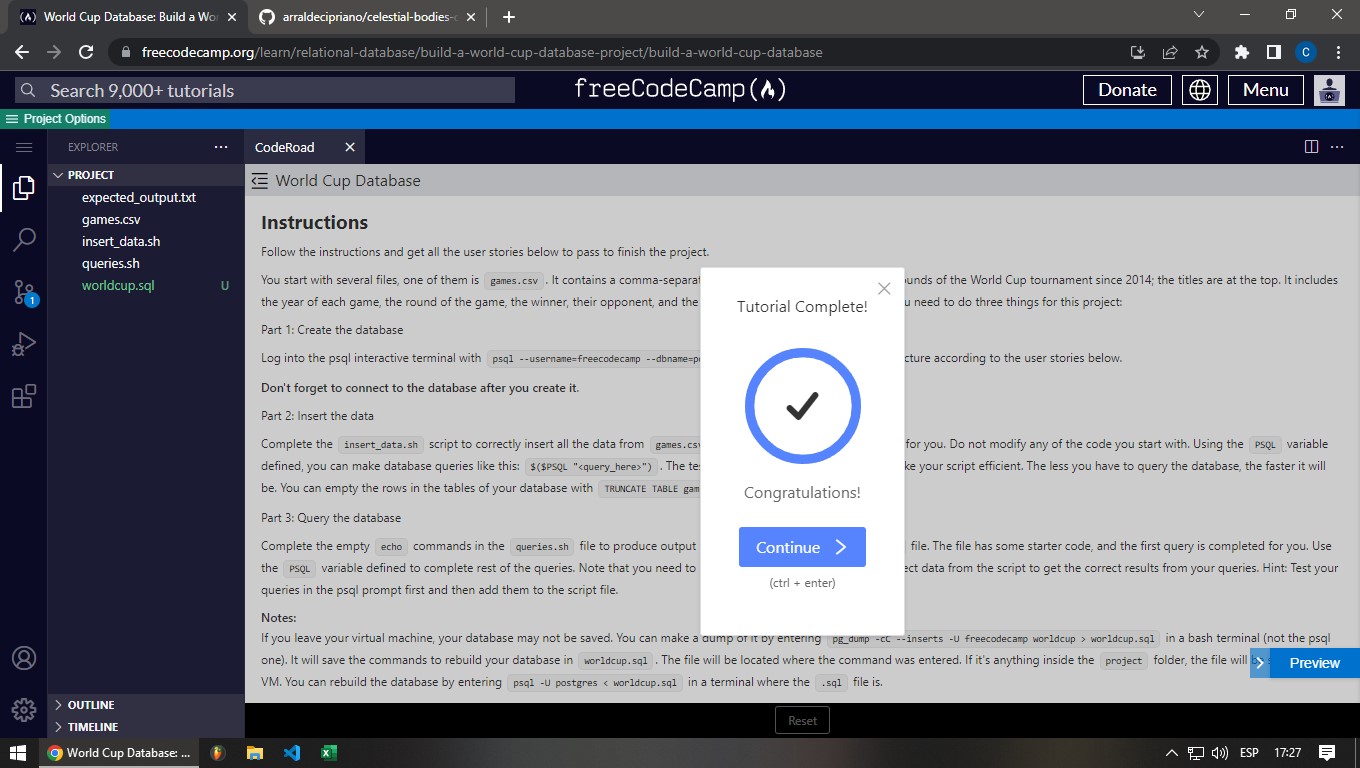 World Cup Database: Build a Wor
arraldecipriano/celestial-bodies-d
freecodecamp.org/learn/relational-database/build-a-world-cup-database-project/build-a-world-cup-database
C
Search 9,000+ tutorials
freeCodeCamp
Donate
Menu
Project Options
EXPLORER
CodeRoad
PROJECT
expected_output.txt
games.csv
insert_data.sh
queries.sh
worldcup.sql U
1
OUTLINE
TIMELINE
World Cup Database
Instructions
Follow the instructions and get all the user stories below to pass to finish the project.
You start with several files, one of them is games.csv . It contains a comma-separat ounds of the World Cup tournament since 2014; the titles are at the top. It includes
the year of each game, the round of the game, the winner, their opponent, and the u need to do three things for this project:
Part 1: Create the database
Log into the psql interactive terminal with psql --username=freecodecamp --dbname=po cture according to the user stories below.
Don't forget to connect to the database after you create it.
Part 2: Insert the data
Complete the insert_data.sh script to correctly insert all the data from games.csv for you. Do not modify any of the code you start with. Using the PSQL variable
defined, you can make database queries like this: $($PSQL "<query_here>") . The tes ke your script efficient. The less you have to query the database, the faster it will
be. You can empty the rows in the tables of your database with TRUNCATE TABLE gam
Part 3: Query the database
Complete the empty echo commands in the queries.sh file to produce output file. The file has some starter code, and the first query is completed for you. Use
the PSQL variable defined to complete rest of the queries. Note that you need to ect data from the script to get the correct results from your queries. Hint: Test your
queries in the psql prompt first and then add them to the script file.
Notes:
If you leave your virtual machine, your database may not be saved. You can make a dump of it by entering pg_dump -cC --inserts -U freecodecamp worldcup > worldcup.sql in a bash terminal (not the psql
one). It will save the commands to rebuild your database in worldcup.sql . The file will be located where the command was entered. If it's anything inside the project folder, the file will
VM. You can rebuild the database by entering psql -U postgres < worldcup.sql in a terminal where the .sql file is.
Tutorial Complete!
Congratulations!
Continue
(ctrl + enter)
Preview
Reset
World Cup Database: ...
ESP
17:27